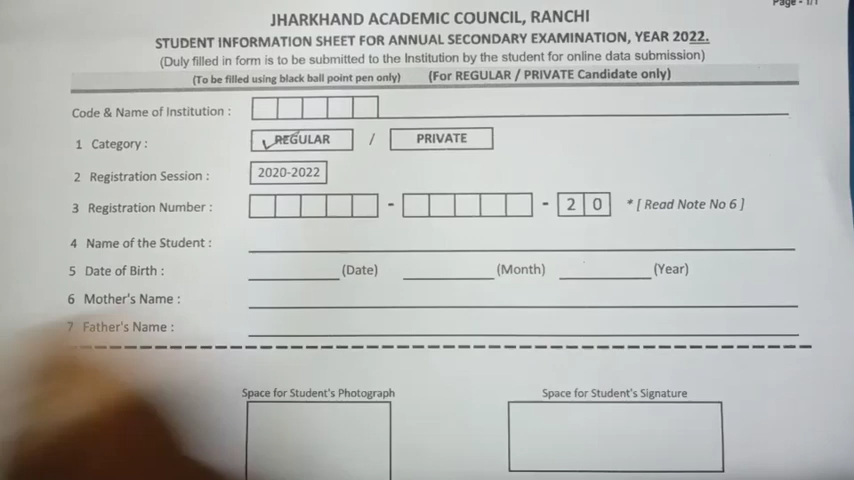 Page - 1/1
JHARKHAND ACADEMIC COUNCIL, RANCHI
STUDENT INFORMATION SHEET FOR ANNUAL SECONDARY EXAMINATION, YEAR 2022.
(Duly filled in form is to be submitted to the Institution by the student for online data submission)
(To be filled using black ball point pen only) (For REGULAR / PRIVATE Candidate only)
Code & Name of Institution :
1 Category : REGULAR / PRIVATE
2 Registration Session : 2020-2022
3 Registration Number : - - 2 0 * [ Read Note No 6 ]
4 Name of the Student :
5 Date of Birth : (Date) (Month) (Year)
6 Mother's Name :
7 Father's Name :
Space for Student's Photograph Space for Student's Signature